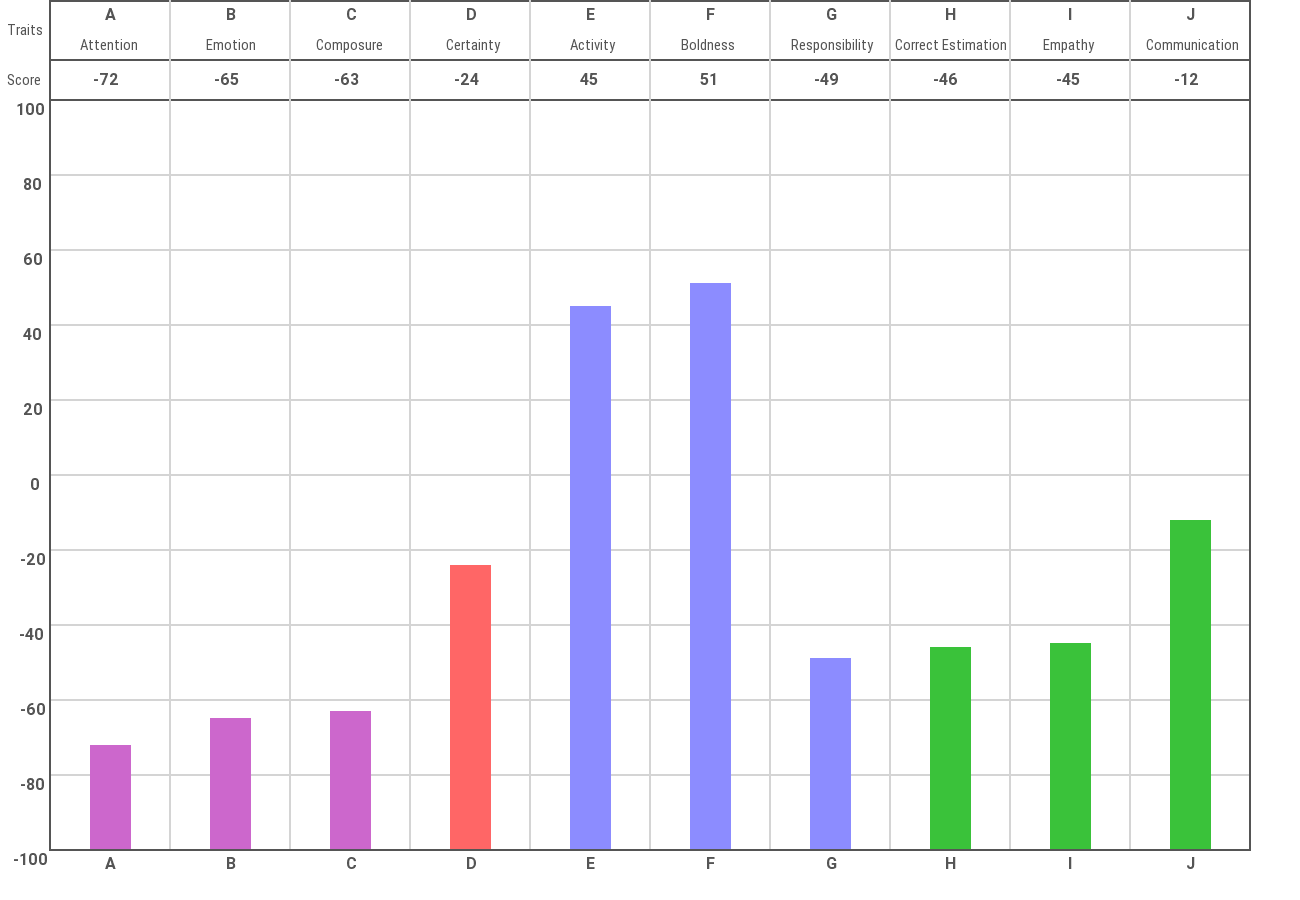 Traits A B C D E F G H I J
Attention Emotion Composure Certainty Activity Boldness Responsibility Correct Estimation Empathy Communication
Score -72 -65 -63 -24 45 51 -49 -46 -45 -12
100
80
60
40
20
0
-20
-40
-60
-80
-100
A B C D E F G H I J